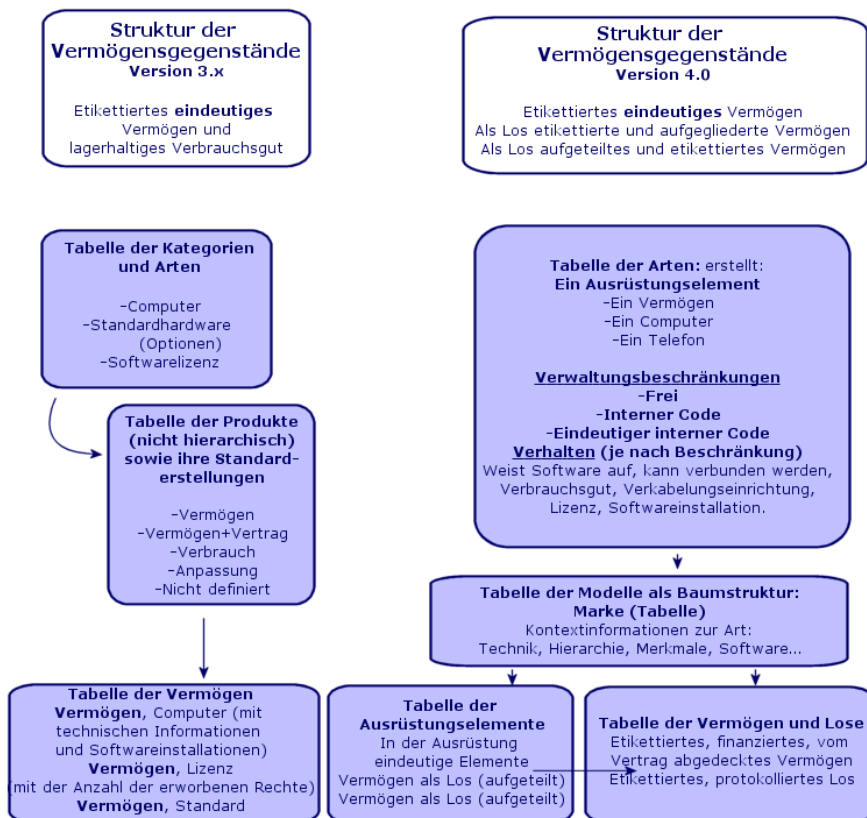 Struktur der
Vermögensgegenstände
Version 3.x
Etikettiertes eindeutiges
Vermögen und
lagerhaltiges Verbrauchsgut
Struktur der
Vermögensgegenstände
Version 4.0
Etikettiertes eindeutiges Vermögen
Als Los etikettierte und aufgegliederte Vermögen
Als Los aufgeteiltes und etikettiertes Vermögen
Tabelle der Kategorien
und Arten
-Computer
-Standardhardware
(Optionen)
-Softwarelizenz
Tabelle der Produkte
(nicht hierarchisch)
sowie ihre Standard-
erstellungen
-Vermögen
-Vermögen+Vertrag
-Verbrauch
-Anpassung
-Nicht definiert
Tabelle der Vermögen
Vermögen, Computer (mit
technischen Informationen
und Softwareinstallationen)
Vermögen, Lizenz
(mit der Anzahl der erworbenen Rechte)
Vermögen, Standard
Tabelle der Arten: erstellt:
Ein Ausrüstungselement
-Ein Vermögen
-Ein Computer
-Ein Telefon
Verwaltungsbeschränkungen
-Frei
-Interner Code
-Eindeutiger interner Code
Verhalten (je nach Beschränkung)
Weist Software auf, kann verbunden werden,
Verbrauchsgut, Verkabelungseinrichtung,
Lizenz, Softwareinstallation.
Tabelle der Modelle als Baumstruktur:
Marke (Tabelle)
Kontextinformationen zur Art:
Technik, Hierarchie, Merkmale, Software...
Tabelle der
Ausrüstungselemente
In der Ausrüstung
eindeutige Elemente
Vermögen als Los (aufgeteilt)
Vermögen als Los (aufgeteilt)
Tabelle der Vermögen und Lose
Etikettiertes, finanziertes, vom
Vertrag abgedecktes Vermögen
Etikettiertes, protokolliertes Los